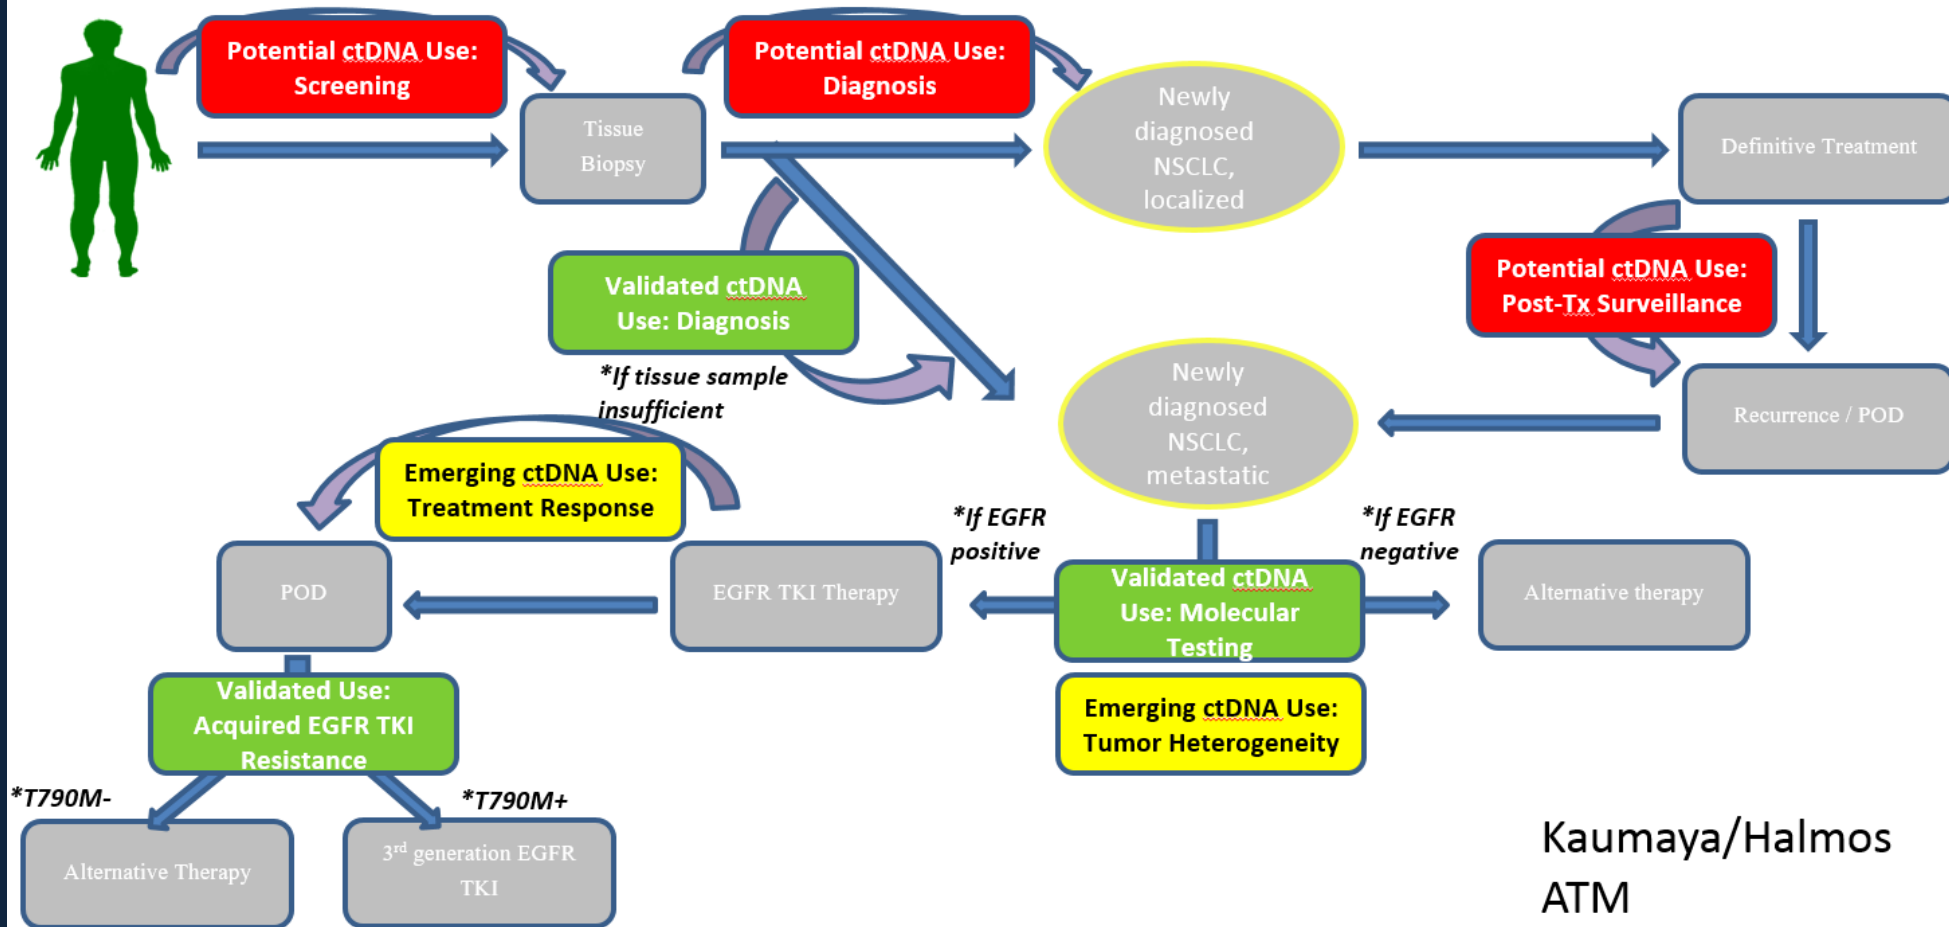 Potential ctDNA Use:
Screening
Potential ctDNA Use:
Diagnosis
Tissue
Biopsy
Newly
diagnosed
NSCLC,
localized
Definitive Treatment
Validated ctDNA
Use: Diagnosis
*If tissue sample
insufficient
Potential ctDNA Use:
Post-Tx Surveillance
Newly
diagnosed
NSCLC,
metastatic
Recurrence / POD
Emerging ctDNA Use:
Treatment Response
*If EGFR
positive
*If EGFR
negative
POD
EGFR TKI Therapy
Validated ctDNA
Use: Molecular
Testing
Alternative therapy
Validated Use:
Acquired EGFR TKI
Resistance
Emerging ctDNA Use:
Tumor Heterogeneity
*T790M-
*T790M+
Alternative Therapy
3rd generation EGFR
TKI
Kaumaya/Halmos
ATM